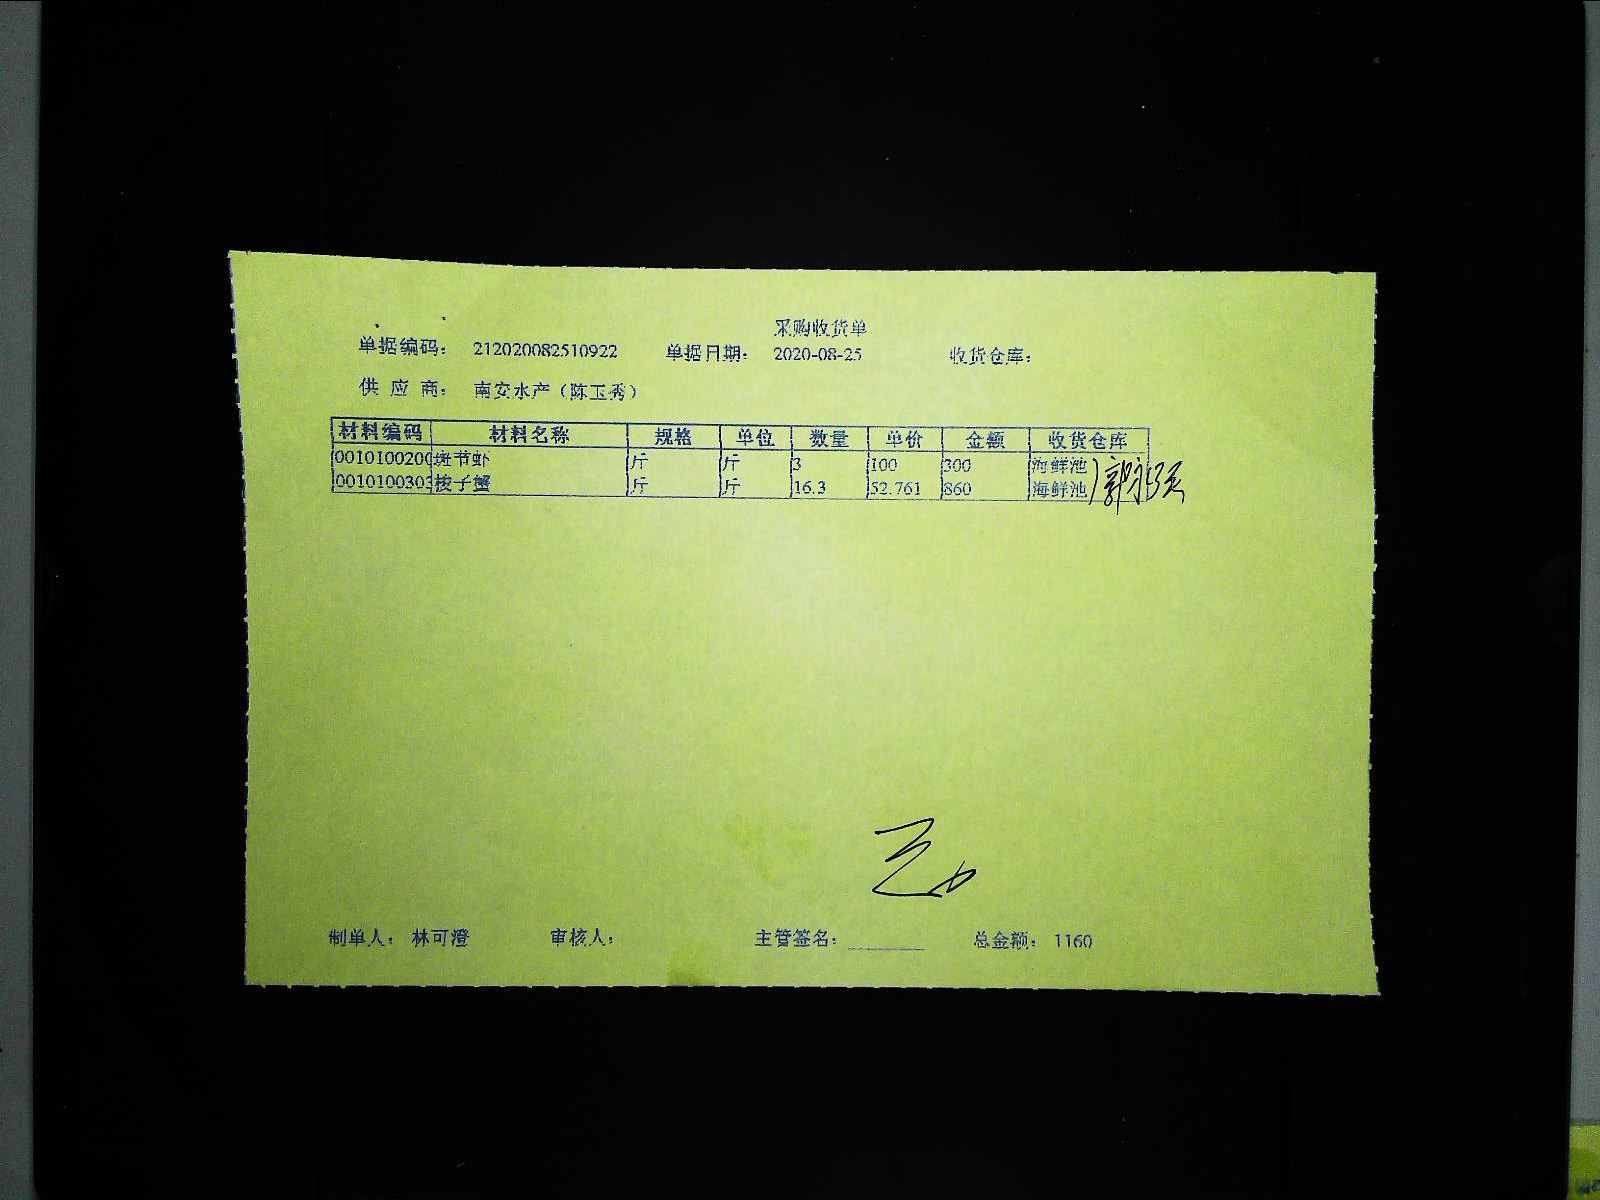 采购收货单
单据编码： 212020082510922 单据日期： 2020-08-25 收货仓库：
供 应 商： 南安水产（陈玉秀）
材料编码 材料名称 规格 单位 数量 单价 金额 收货仓库
0010100200 斑节虾 斤 斤 3 100 300 海鲜池
0010100303 梭子蟹 斤 斤 16.3 52.761 860 海鲜池
郭永强
制单人： 林可澄 审核人： 主管签名： 总金额： 1160